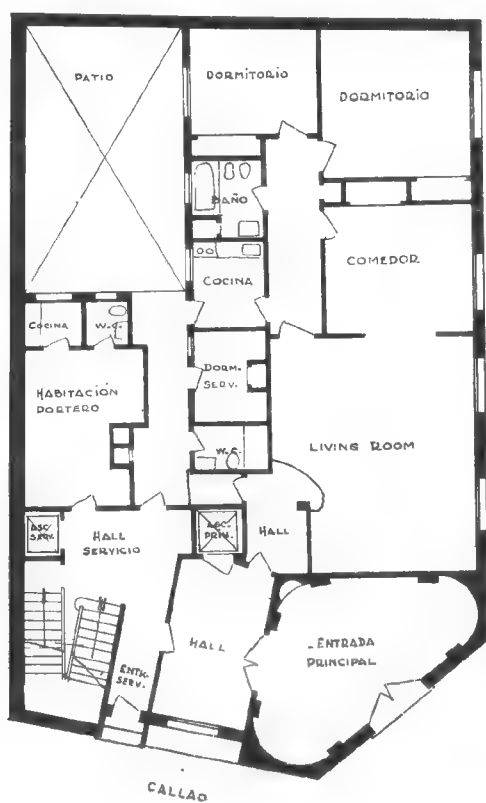 PATIO
DORMITORIO
DORMITORIO
BAÑO
COMEDOR
COCINA
COCINA
W.C.
DORM.
SERV.
HABITACIÓN
PORTERO
W.C.
LIVING ROOM
ASC.
SERV.
HALL
SERVICIO
ASC.
PRIN.
HALL
HALL
ENTRADA
PRINCIPAL
ENTR.
SERV.
CALLAO